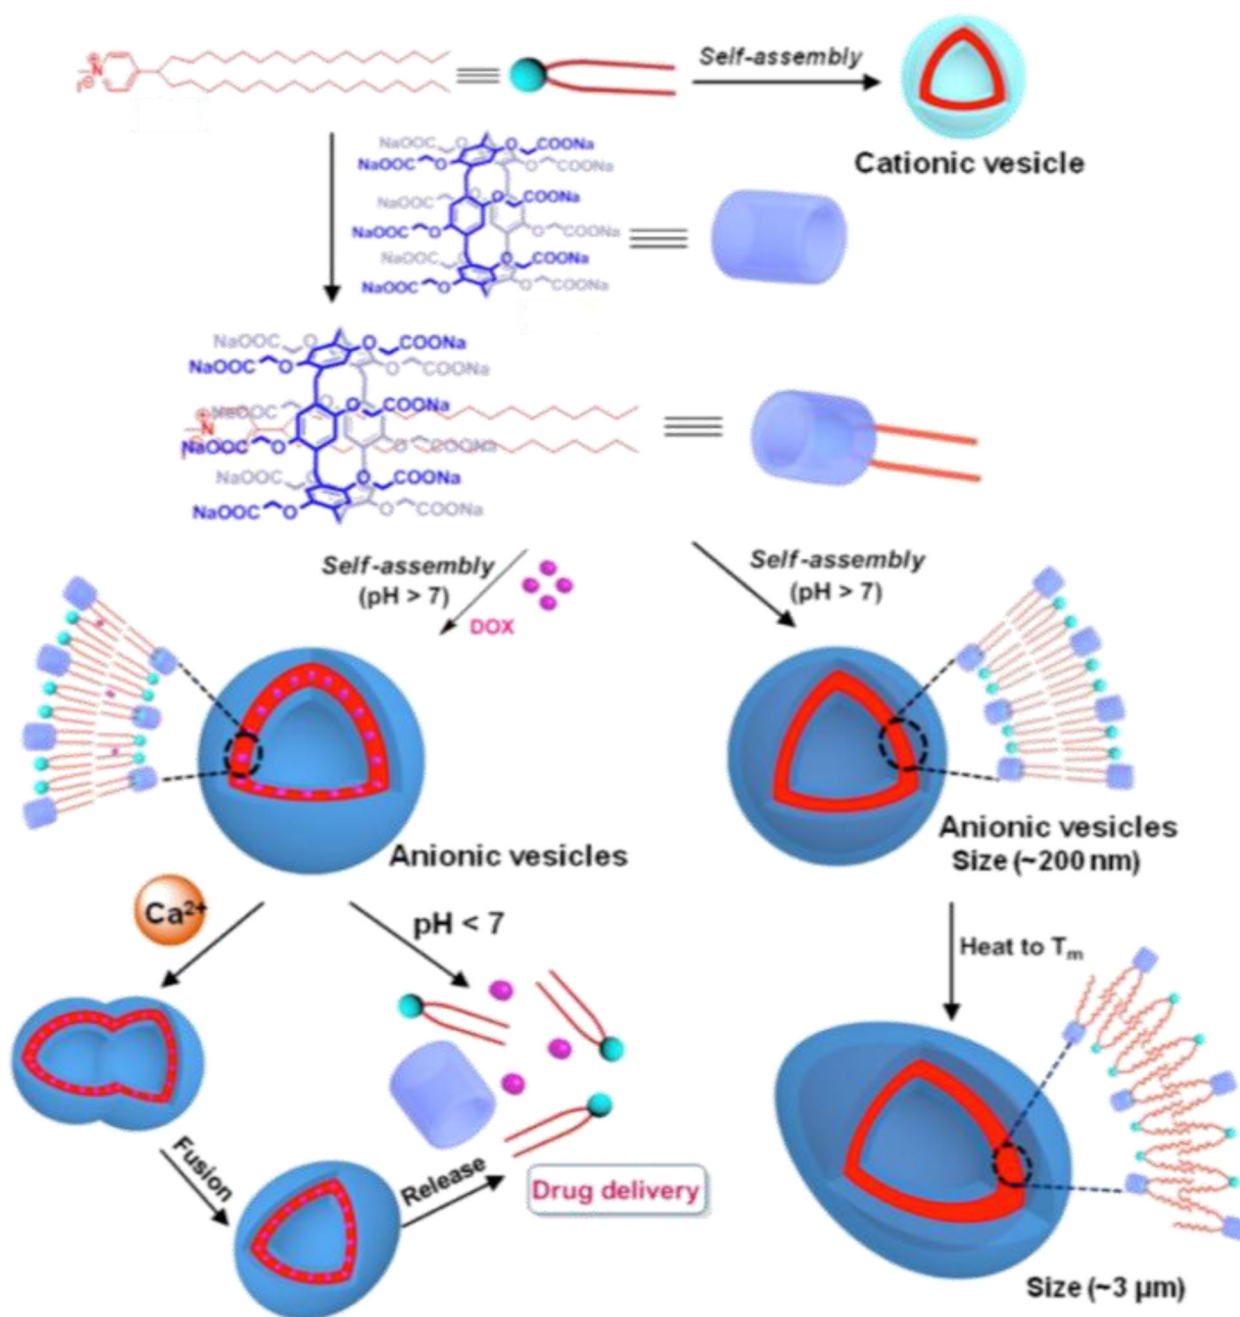 Self-assembly
N
I
Cationic vesicle
NaOOC O O COONa
NaOOC O O COONa
NaOOC O O COONa
NaOOC O O COONa
NaOOC O O COONa
NaOOC O O COONa
NaOOC O O COONa
NaOOC O O COONa
NaOOC O O COONa
N NaOOC O O COONa
NaOOC O O COONa
NaOOC O O COONa
NaOOC O O COONa
Self-assembly
(pH > 7)
DOX
Self-assembly
(pH > 7)
Anionic vesicles
Anionic vesicles
Size (~200 nm)
Ca²⁺
pH < 7
Heat to Tₘ
Fusion
Release
Drug delivery
Size (~3 µm)